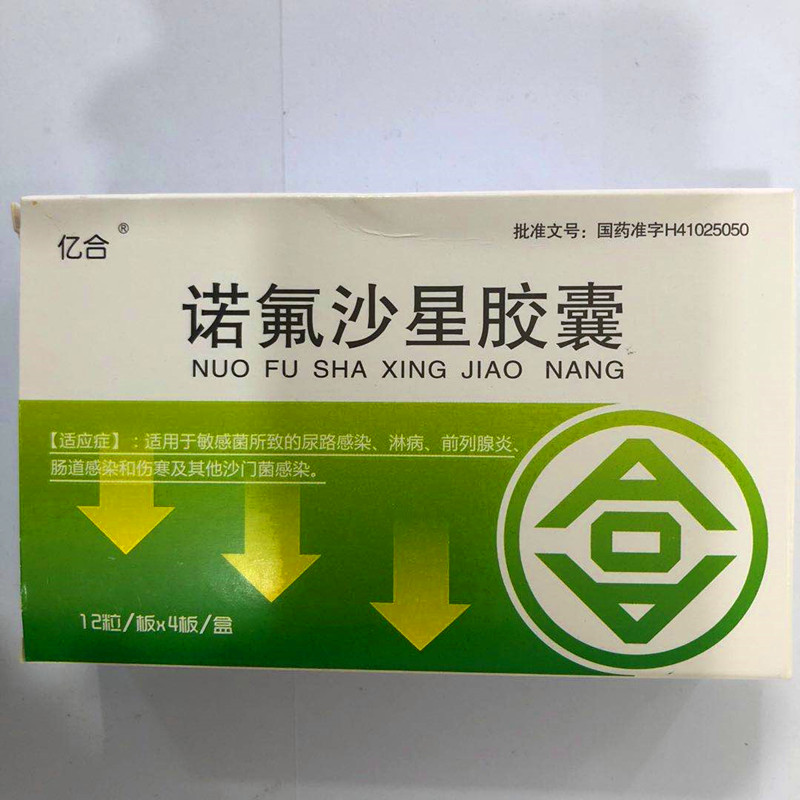 亿合®
批准文号：国药准字H41025050
诺氟沙星胶囊
NUO FU SHA XING JIAO NANG
【适应症】：适用于敏感菌所致的尿路感染、淋病、前列腺炎、
肠道感染和伤寒及其他沙门菌感染。
12粒/板x4板/盒